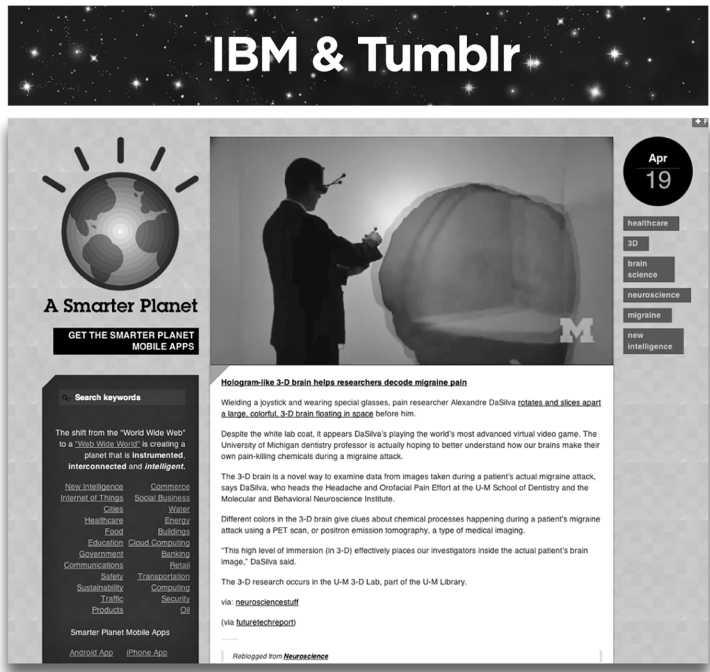 IBM & Tumblr
A Smarter Planet
GET THE SMARTER PLANET
MOBILE APPS
Search keywords
The shift from the "World Wide Web"
to a "Web Wide World" is creating a
planet that is instrumented,
interconnected and intelligent.
New Intelligence Commerce
Internet of Things Social Business
Cities Water
Healthcare Energy
Food Buildings
Education Cloud Computing
Government Banking
Communications Retail
Safety Transportation
Sustainability Computing
Traffic Security
Products Oil
Smarter Planet Mobile Apps
Android App iPhone App
M
Hologram-like 3-D brain helps researchers decode migraine pain
Wielding a joystick and wearing special glasses, pain researcher Alexandre DaSilva rotates and slices apart
a large, colorful, 3-D brain floating in space before him.
Despite the white lab coat, it appears DaSilva's playing the world's most advanced virtual video game. The
University of Michigan dentistry professor is actually hoping to better understand how our brains make their
own pain-killing chemicals during a migraine attack.
The 3-D brain is a novel way to examine data from images taken during a patient's actual migraine attack,
says DaSilva, who heads the Headache and Orofacial Pain Effort at the U-M School of Dentistry and the
Molecular and Behavioral Neuroscience Institute.
Different colors in the 3-D brain give clues about chemical processes happening during a patient's migraine
attack using a PET scan, or positron emission tomography, a type of medical imaging.
"This high level of immersion (in 3-D) effectively places our investigators inside the actual patient's brain
image," DaSilva said.
The 3-D research occurs in the U-M 3-D Lab, part of the U-M Library.
via: neurosciencestuff
(via futuretechreport)
Reblogged from Neuroscience
Apr
19
healthcare
3D
brain
science
neuroscience
migraine
new
intelligence